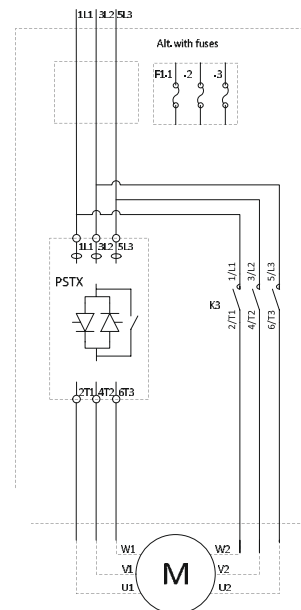 1L1 3L2 5L3
Alt. with fuses
F1.1 .2 .3
1L1 3L2 5L3
PSTX
1/L1 3/L2 5/L3
K3
2/T1 4/T2 6/T3
2T1 4T2 6T3
W1 W2
V1 M V2
U1 U2